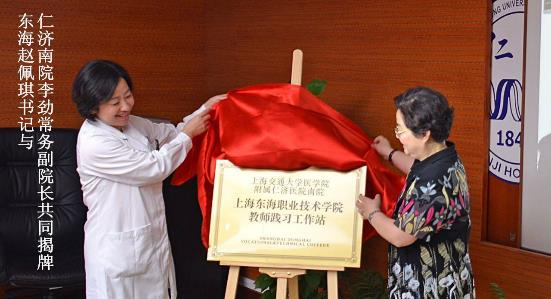 东海赵佩琪书记与
仁济南院李劲常务副院长共同揭牌
上海交通大学医学院
附属仁济医院南院
上海东海职业技术学院
教师践习工作站
SHANGHAI DONGHAI
VOCATIONAL&TECHNICAL COLLEGE
184
JI HO